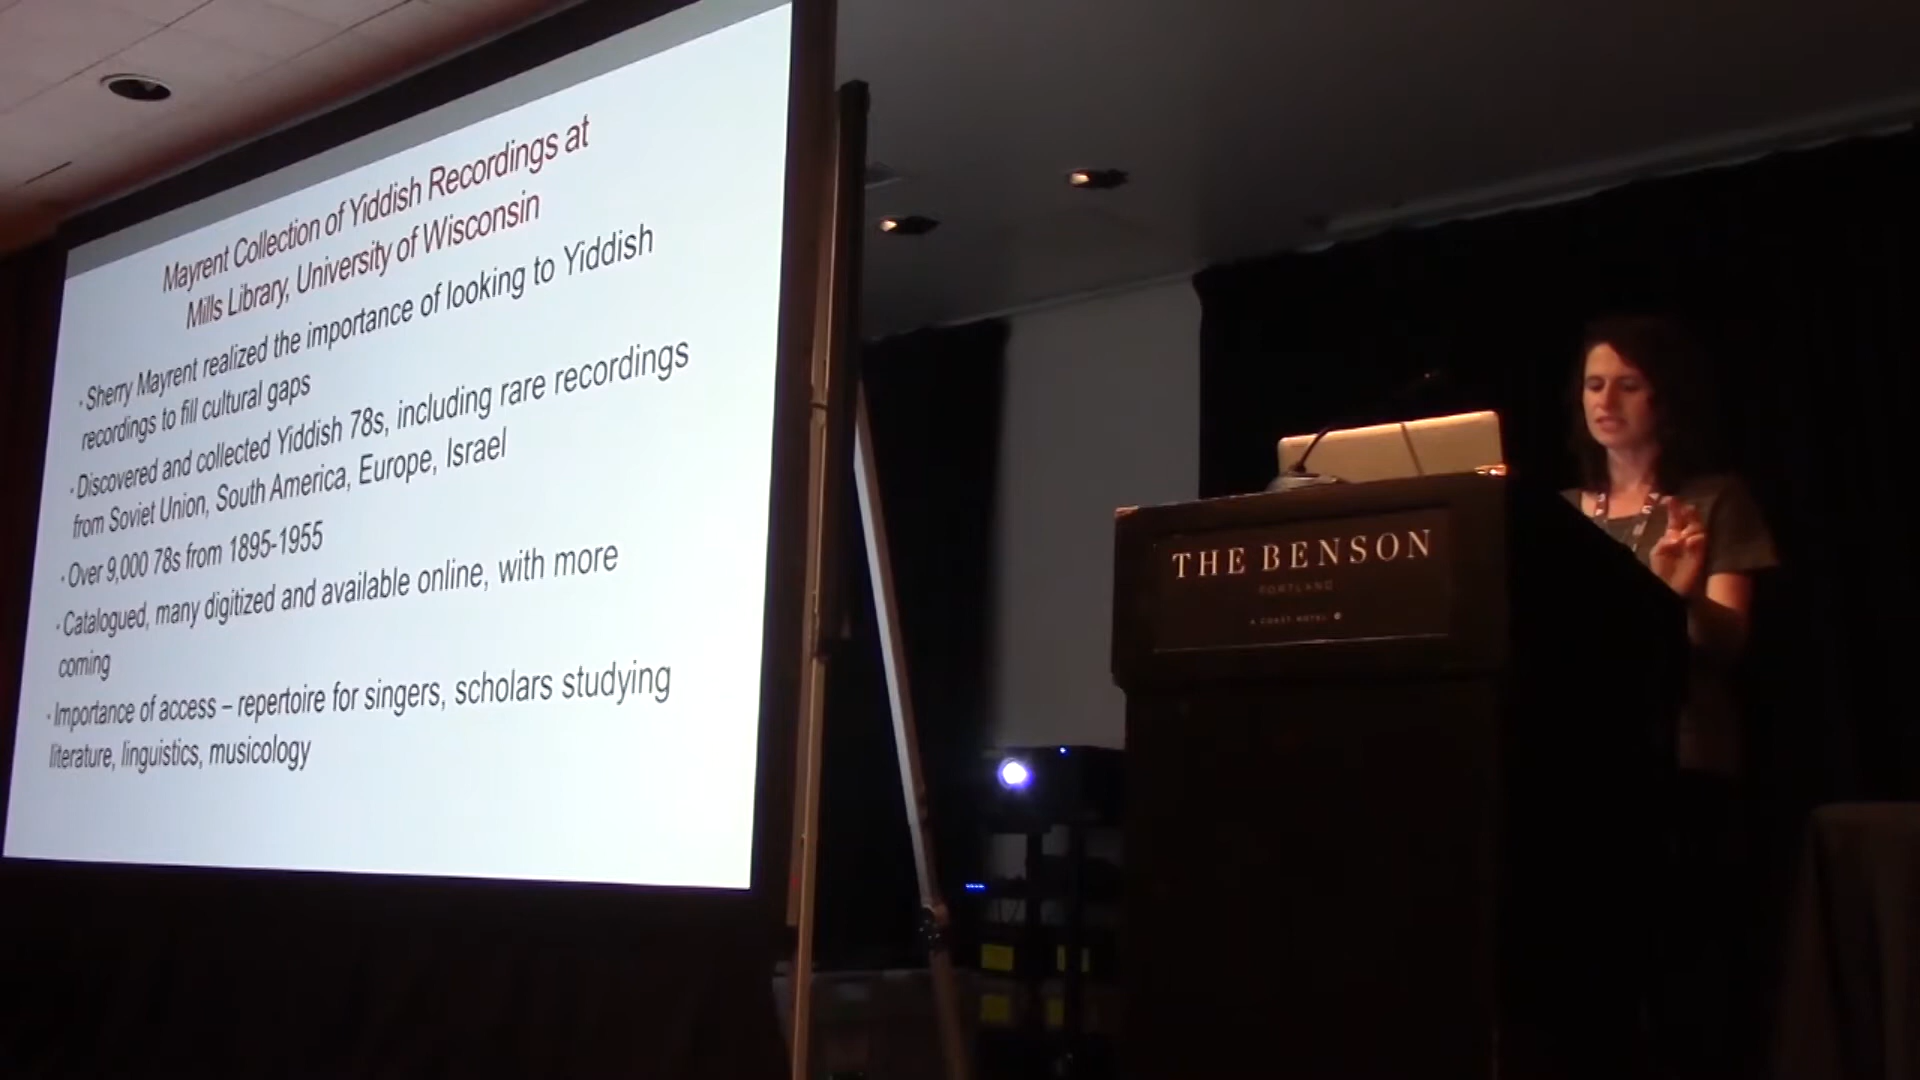 Mayrent Collection of Yiddish Recordings at
Mills Library, University of Wisconsin
· Sherry Mayrent realized the importance of looking to Yiddish
recordings to fill cultural gaps
· Discovered and collected Yiddish 78s, including rare recordings
from Soviet Union, South America, Europe, Israel
· Over 9,000 78s from 1895-1955
· Catalogued, many digitized and available online, with more
coming
· Importance of access – repertoire for singers, scholars studying
literature, linguistics, musicology
THE BENSON
PORTLAND
A COAST HOTEL